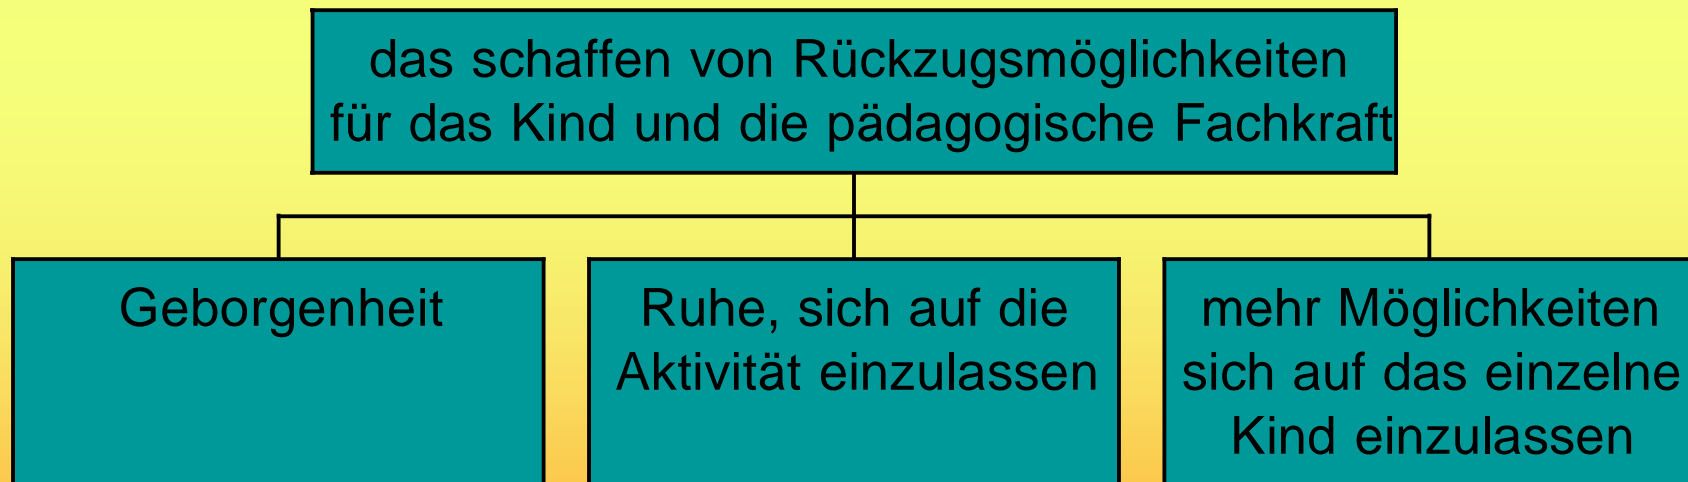 das schaffen von Rückzugsmöglichkeiten
für das Kind und die pädagogische Fachkraft
Geborgenheit
Ruhe, sich auf die
Aktivität einzulassen
mehr Möglichkeiten
sich auf das einzelne
Kind einzulassen